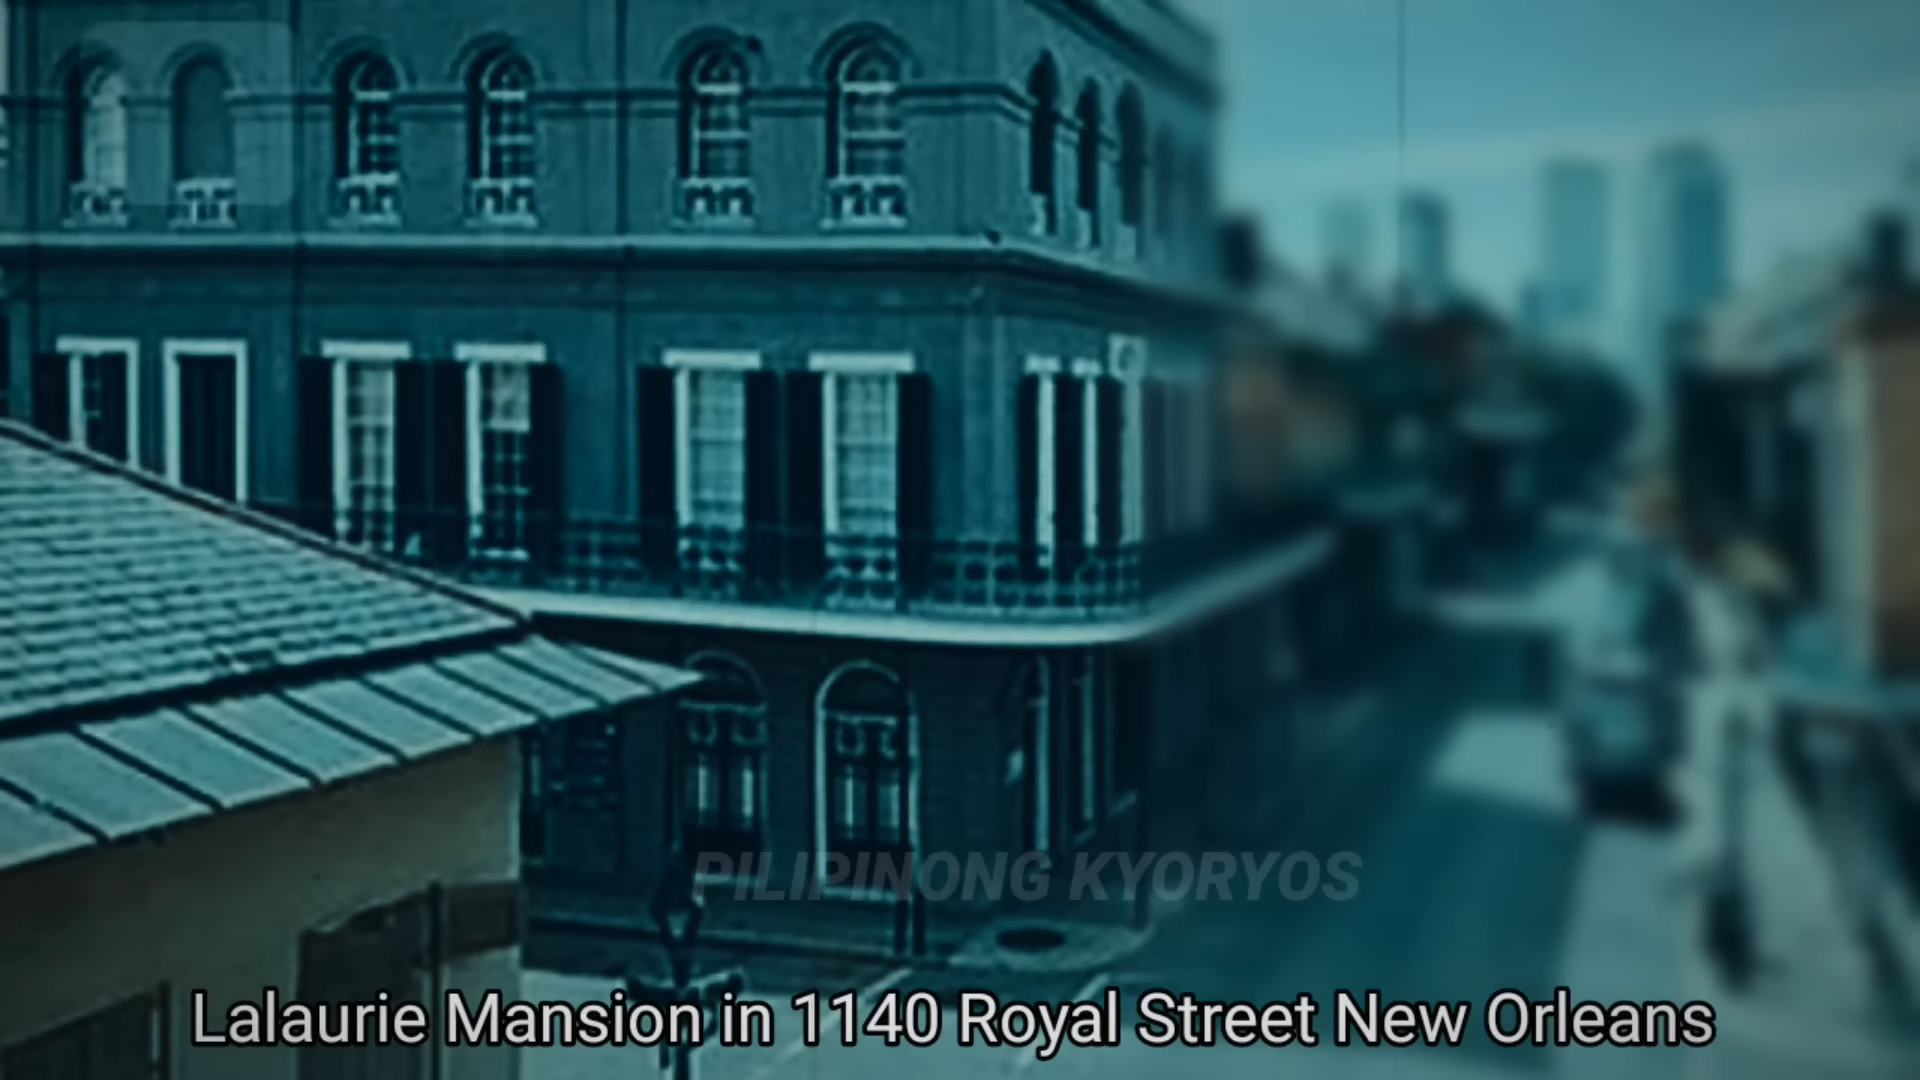 PILIPINONG KYORYOS
Lalaurie Mansion in 1140 Royal Street New Orleans